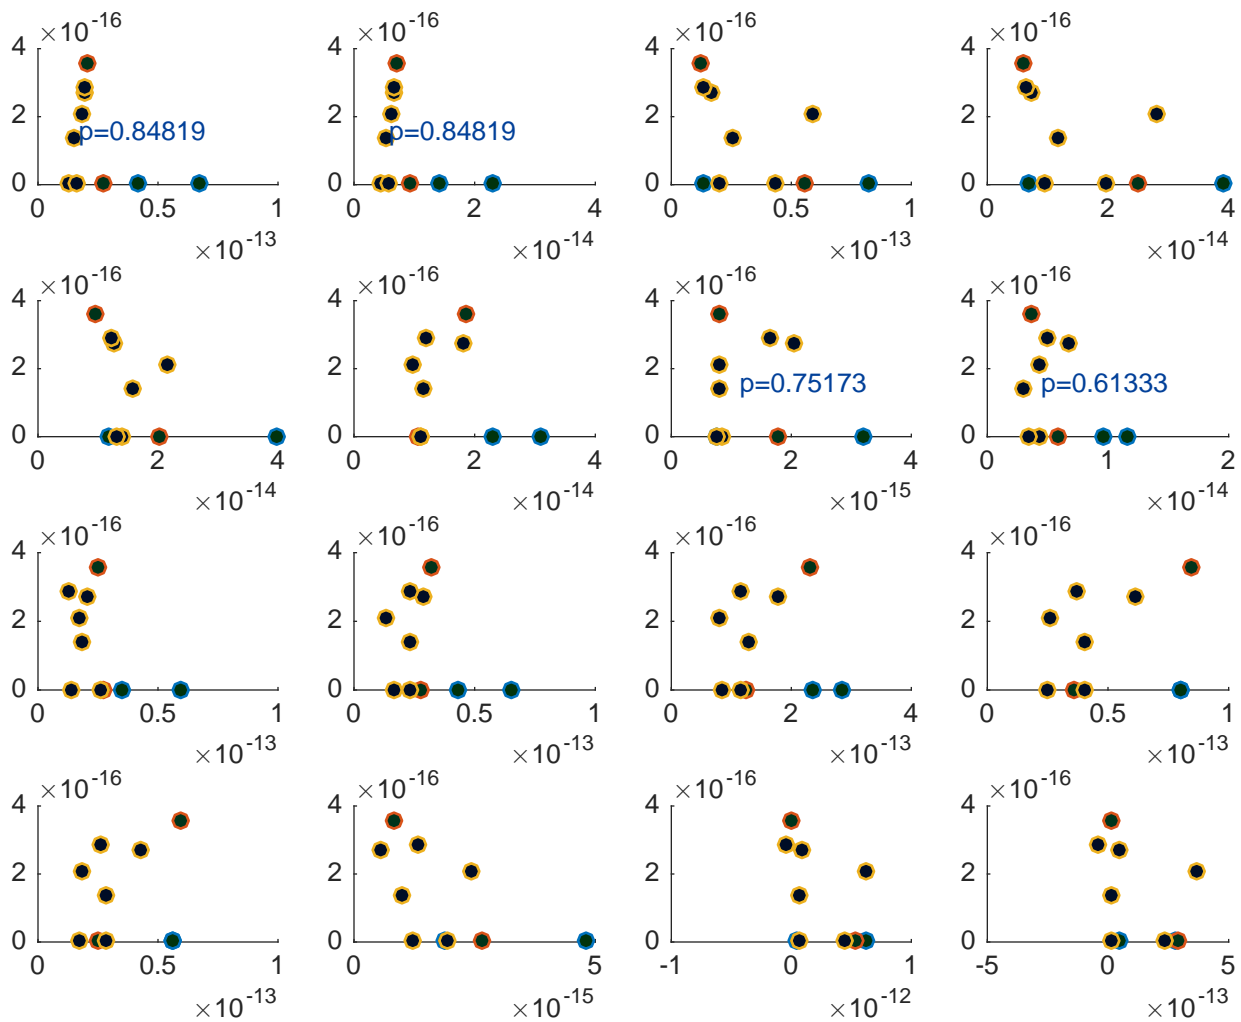 ×10-16 ×10-16 ×10-16 ×10-16
4 4 4 4
2 2 2 2
p=0.84819 p=0.84819
0 0 0 0
0 0.5 1 0 2 4 0 0.5 1 0 2 4
×10-13 ×10-14 ×10-13 ×10-14
×10-16 ×10-16 ×10-16 ×10-16
4 4 4 4
2 2 2 2
p=0.75173 p=0.61333
0 0 0 0
0 2 4 0 2 4 0 2 4 0 1 2
×10-14 ×10-14 ×10-15 ×10-14
×10-16 ×10-16 ×10-16 ×10-16
4 4 4 4
2 2 2 2
0 0 0 0
0 0.5 1 0 0.5 1 0 2 4 0 0.5 1
×10-13 ×10-13 ×10-13 ×10-13
×10-16 ×10-16 ×10-16 ×10-16
4 4 4 4
2 2 2 2
0 0 0 0
0 0.5 1 0 5 -1 0 1 -5 0 5
×10-13 ×10-15 ×10-12 ×10-13